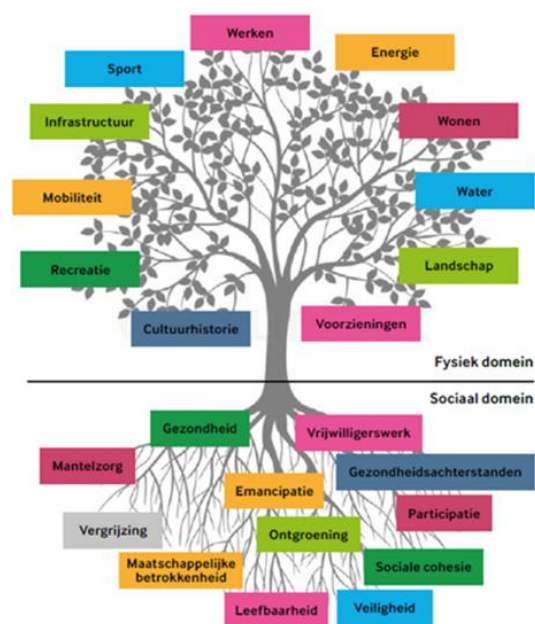 Werken
Energie
Sport
Infrastructuur
Wonen
Mobiliteit
Water
Recreatie
Landschap
Cultuurhistorie
Voorzieningen
Fysiek domein
Sociaal domein
Gezondheid
Vrijwilligerswerk
Mantelzorg
Gezondheidsachterstanden
Emancipatie
Participatie
Vergrijzing
Ontgroening
Maatschappelijke
betrokkenheid
Sociale cohesie
Leefbaarheid
Veiligheid